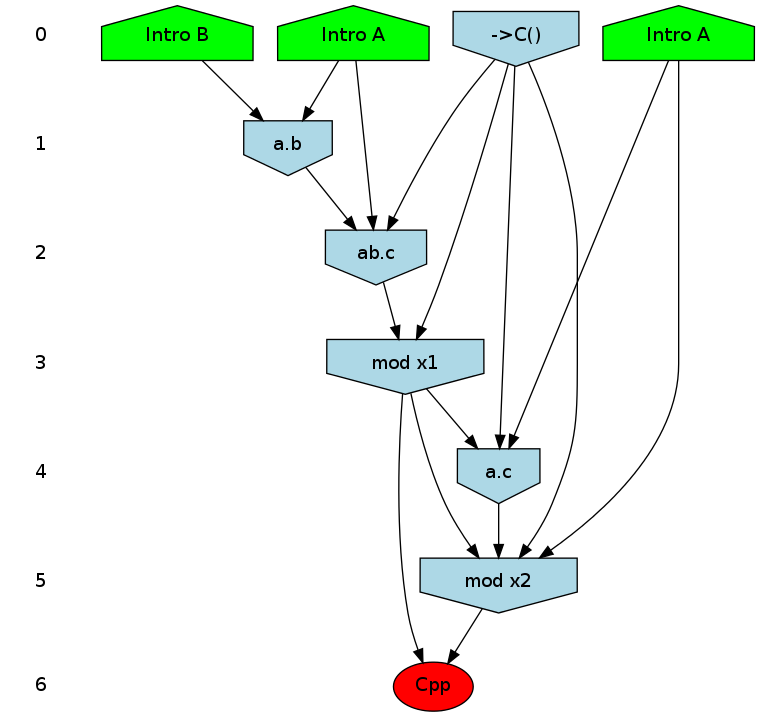 0
Intro B
Intro A
->C()
Intro A
1
a.b
2
ab.c
3
mod x1
4
a.c
5
mod x2
6
Cpp